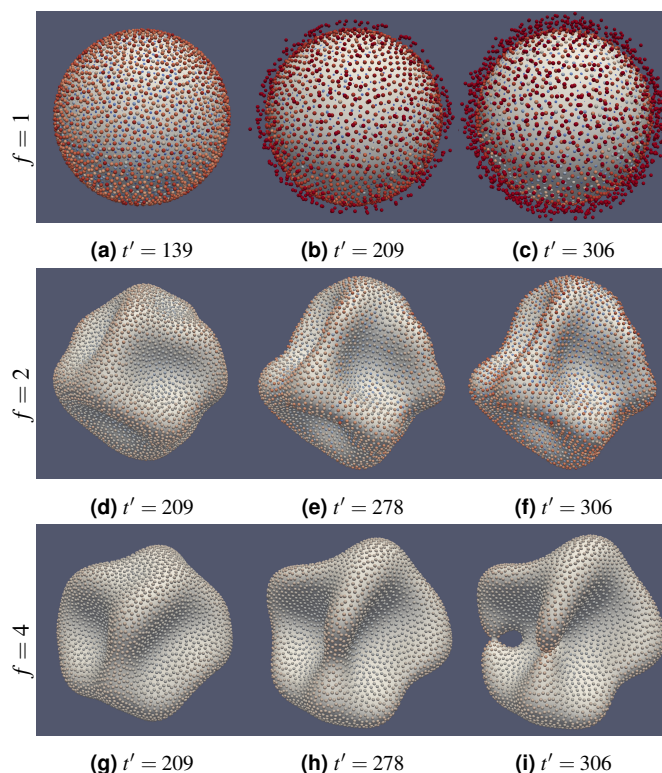 f = 1
(a) t′ = 139
(b) t′ = 209
(c) t′ = 306
f = 2
(d) t′ = 209
(e) t′ = 278
(f) t′ = 306
f = 4
(g) t′ = 209
(h) t′ = 278
(i) t′ = 306